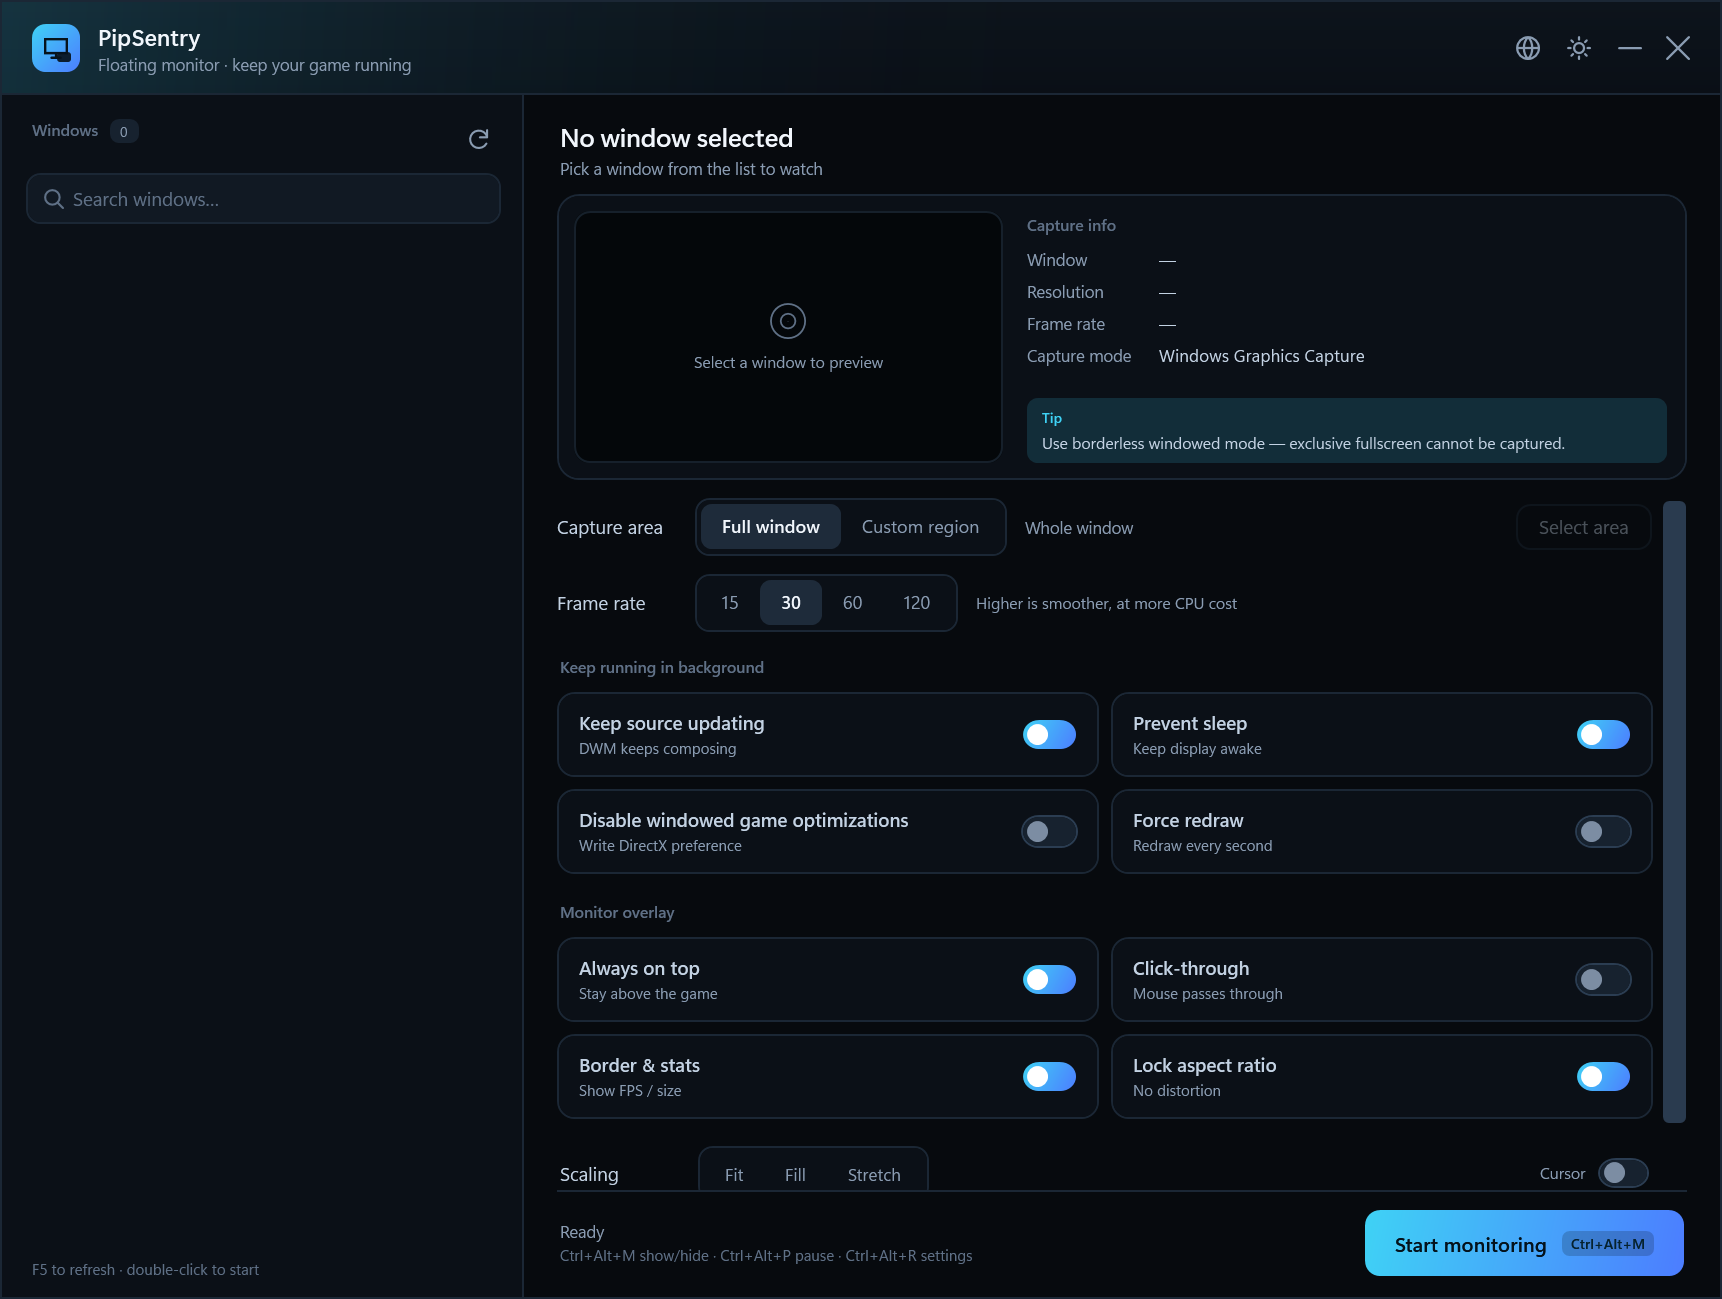 PipSentry
Floating monitor · keep your game running
Windows 0
Search windows...
F5 to refresh · double-click to start
No window selected
Pick a window from the list to watch
Select a window to preview
Capture info
Window —
Resolution —
Frame rate —
Capture mode Windows Graphics Capture
Tip
Use borderless windowed mode — exclusive fullscreen cannot be captured.
Capture area Full window Custom region Whole window Select area
Frame rate 15 30 60 120 Higher is smoother, at more CPU cost
Keep running in background
Keep source updating
DWM keeps composing
Prevent sleep
Keep display awake
Disable windowed game optimizations
Write DirectX preference
Force redraw
Redraw every second
Monitor overlay
Always on top
Stay above the game
Click-through
Mouse passes through
Border & stats
Show FPS / size
Lock aspect ratio
No distortion
Scaling Fit Fill Stretch Cursor
Ready
Ctrl+Alt+M show/hide · Ctrl+Alt+P pause · Ctrl+Alt+R settings
Start monitoring Ctrl+Alt+M